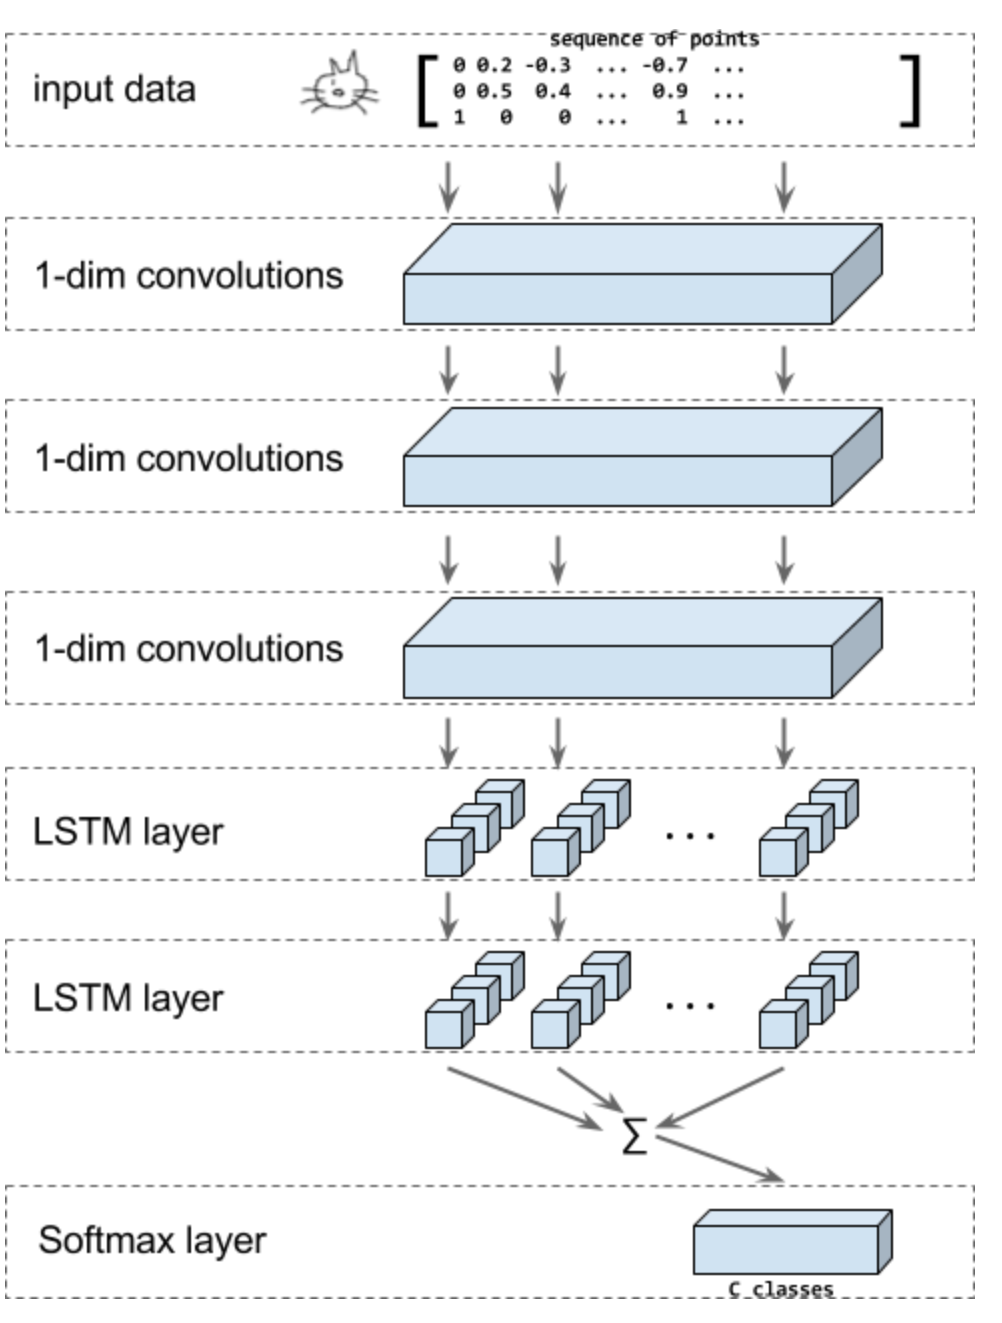 sequence of points
input data
0 0.2 -0.3 ... -0.7 ...
0 0.5 0.4 ... 0.9 ...
1 0 0 ... 1 ...
1-dim convolutions
1-dim convolutions
1-dim convolutions
LSTM layer
...
LSTM layer
...
Σ
Softmax layer
C classes